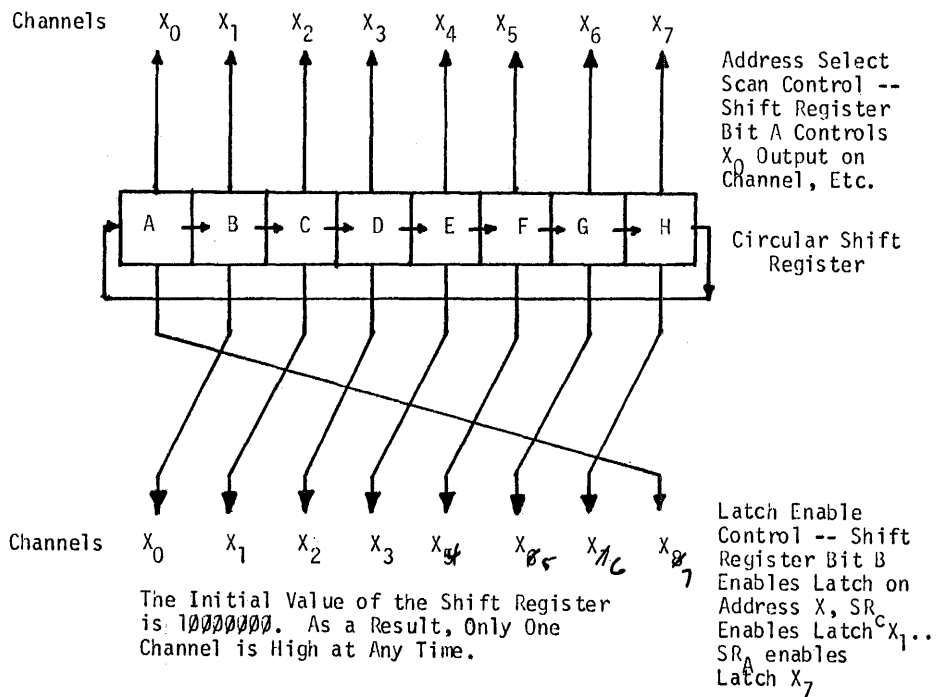 Channels X₀ X₁ X₂ X₃ X₄ X₅ X₆ X₇
Address Select
Scan Control --
Shift Register
Bit A Controls
X₀ Output on
Channel, Etc.
A B C D E F G H
Circular Shift
Register
Channels X₀ X₁ X₂ X₃ X₄ X₅ X₆ X₇
Latch Enable
Control -- Shift
Register Bit B
Enables Latch on
Address X, SR_C
Enables Latch X₁..
SR_A enables
Latch X₇
The Initial Value of the Shift Register
is 10000000. As a Result, Only One
Channel is High at Any Time.